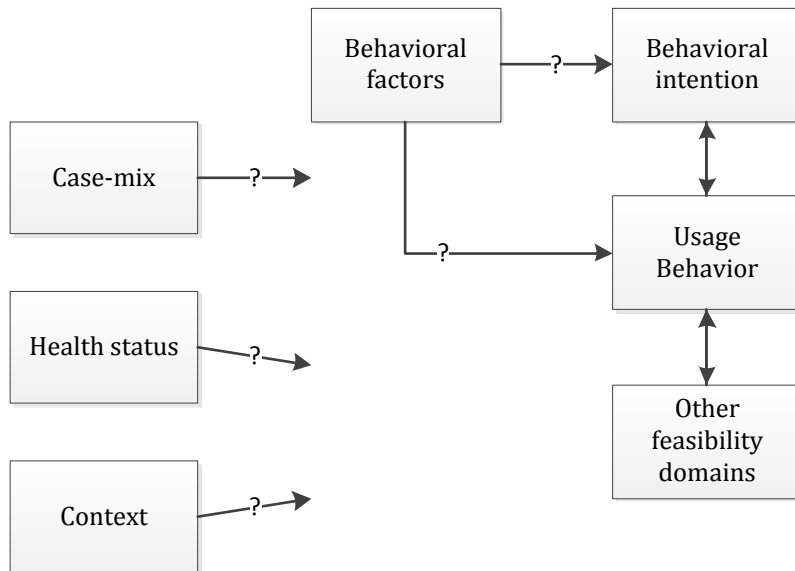 Behavioral
factors
?
Behavioral
intention
Case-mix
?
?
Usage
Behavior
Health status
?
Other
feasibility
domains
Context
?